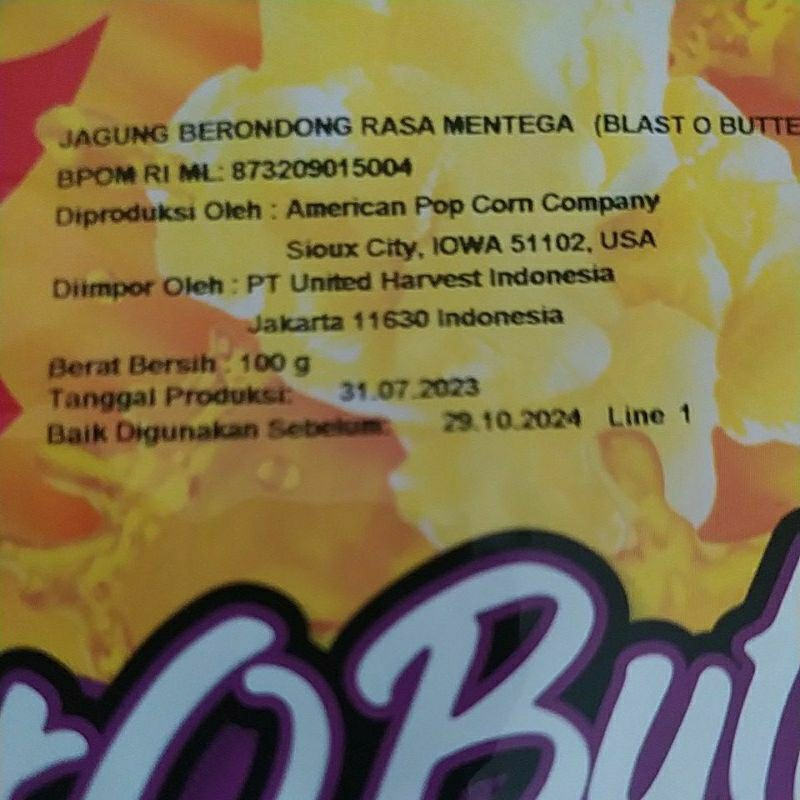 JAGUNG BERONDONG RASA MENTEGA (BLAST O BUTTE
BPOM RI ML: 873209015004
Diproduksi Oleh : American Pop Corn Company
Sioux City, IOWA 51102, USA
Diimpor Oleh : PT United Harvest Indonesia
Jakarta 11630 Indonesia
Berat Bersih : 100 g
Tanggal Produksi: 31.07.2023
Baik Digunakan Sebelum: 29.10.2024 Line 1
O But